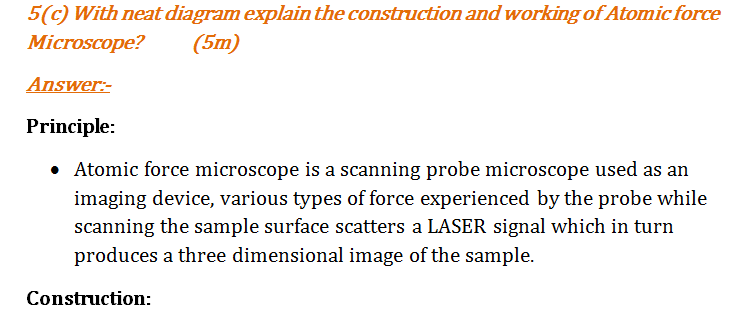 5(c) With neat diagram explain the construction and working of Atomic force
Microscope? (5m)
Answer:-
Principle:
• Atomic force microscope is a scanning probe microscope used as an
imaging device, various types of force experienced by the probe while
scanning the sample surface scatters a LASER signal which in turn
produces a three dimensional image of the sample.
Construction: